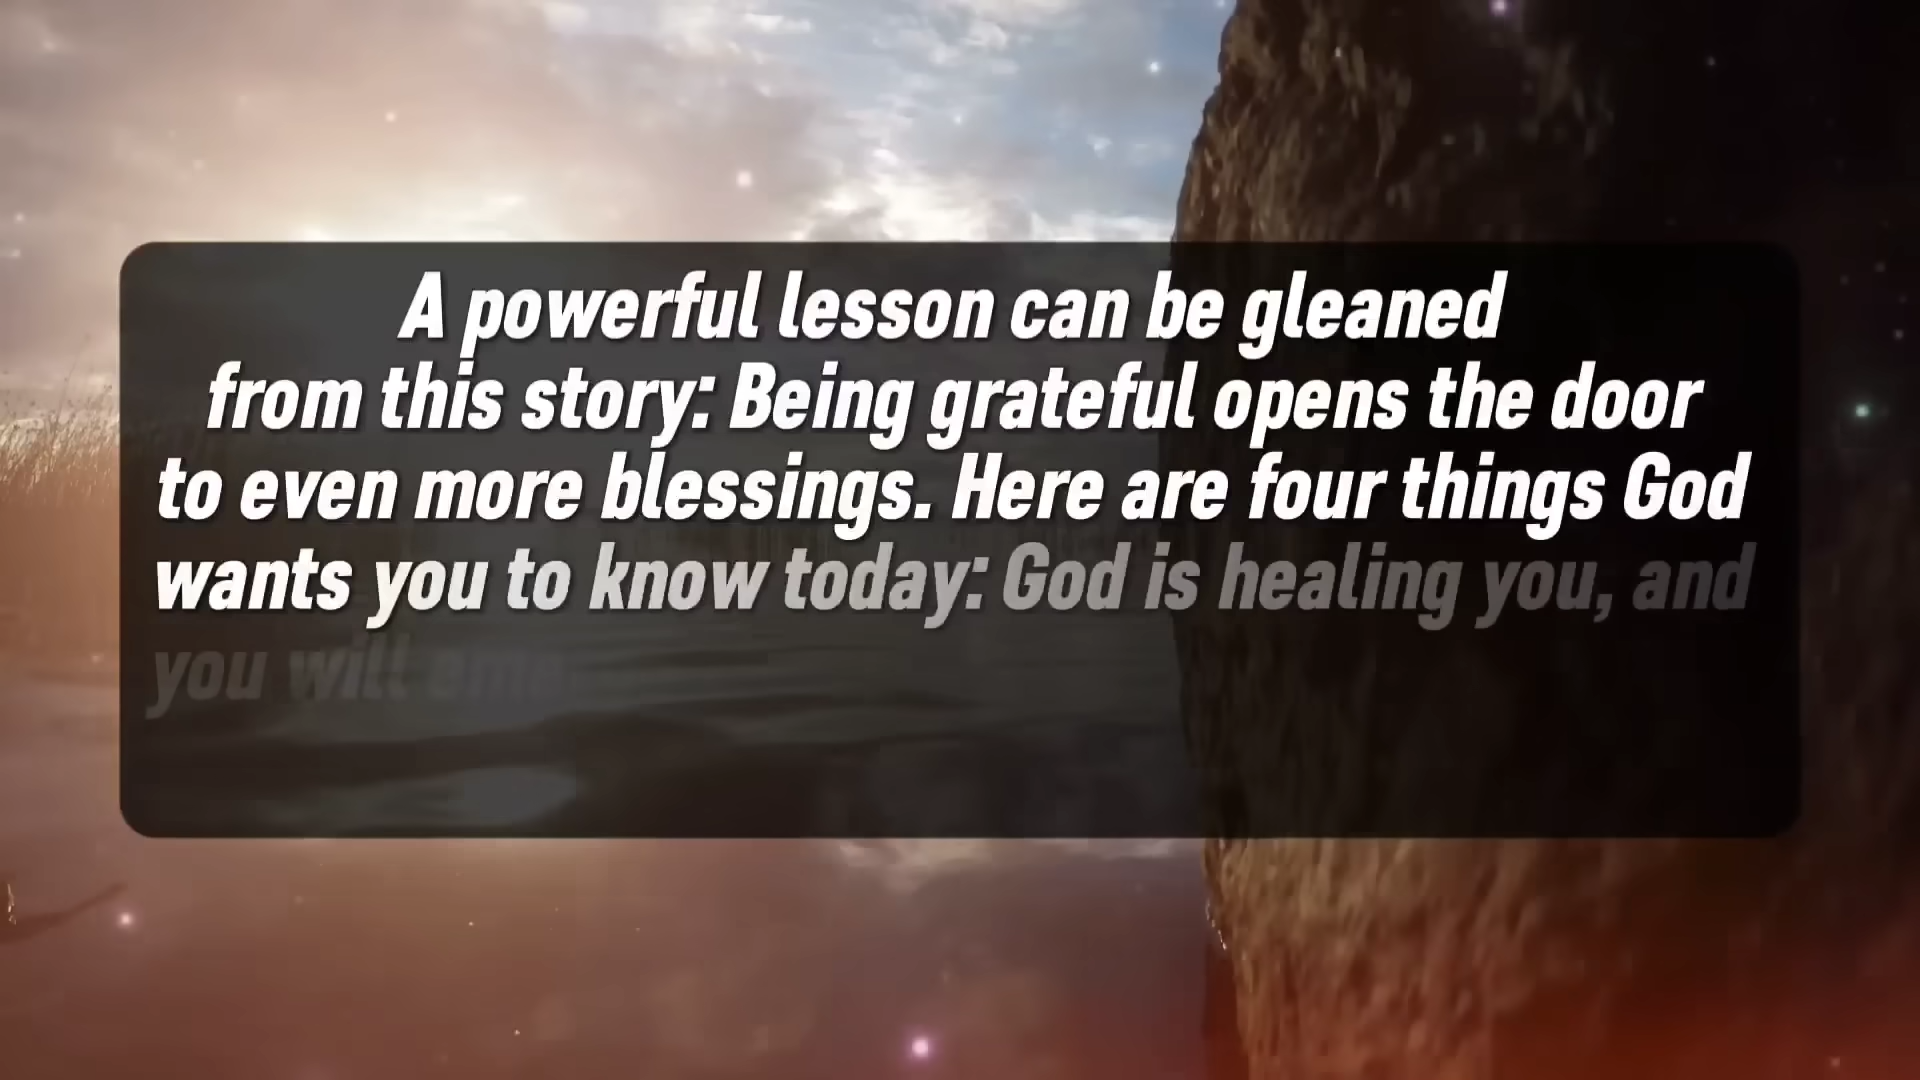 A powerful lesson can be gleaned
from this story: Being grateful opens the door
to even more blessings. Here are four things God
wants you to know today: God is healing you, and
you will